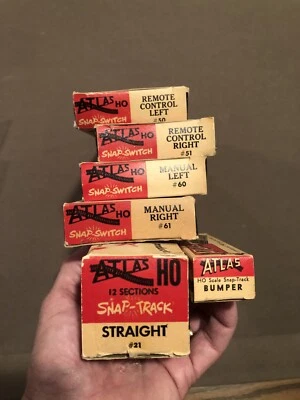 ATLAS HO
SNAP-SWITCH
REMOTE
CONTROL
LEFT
#50
ATLAS HO
SNAP-SWITCH
REMOTE
CONTROL
RIGHT
#51
ATLAS HO
SNAP-SWITCH
MANUAL
LEFT
#60
ATLAS HO
SNAP-SWITCH
MANUAL
RIGHT
#61
ATLAS HO
12 SECTIONS
SNAP-TRACK
STRAIGHT
#21
ATLAS
HO Scale Snap-Track
BUMPER